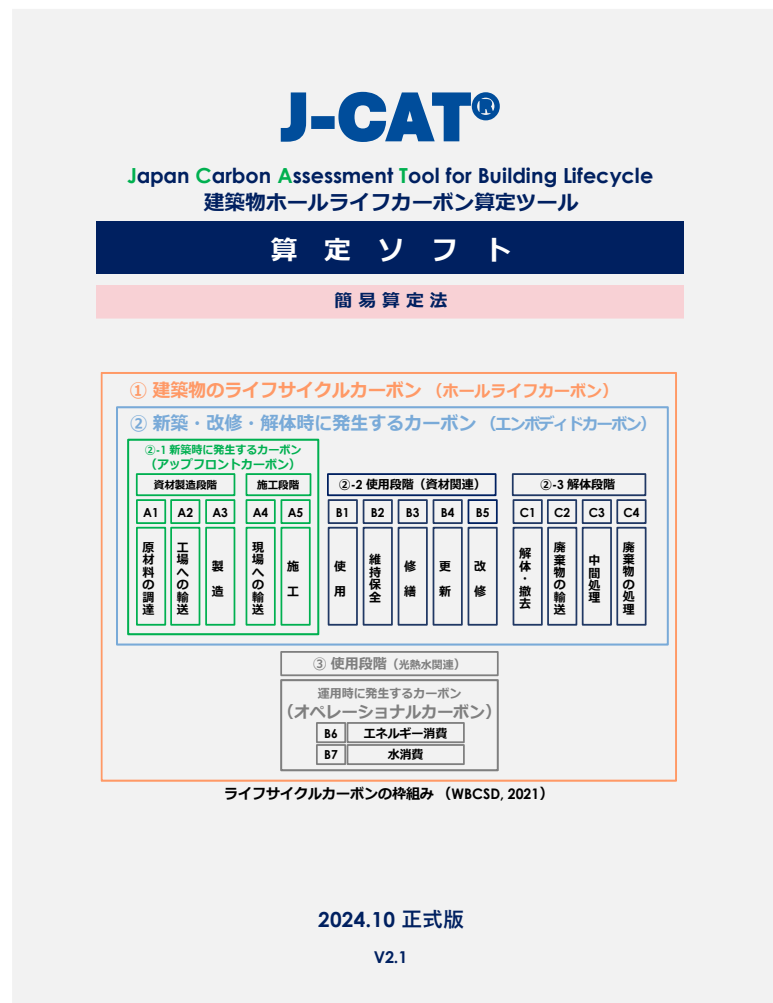 J-CAT®
Japan Carbon Assessment Tool for Building Lifecycle
建築物ホールライフカーボン算定ツール
算定ソフト
簡易算定法
① 建築物のライフサイクルカーボン（ホールライフカーボン）
② 新築・改修・解体時に発生するカーボン（エンボディドカーボン）
②-1 新築時に発生するカーボン
（アップフロントカーボン）
資材製造段階 施工段階 ②-2 使用段階（資材関連） ②-3 解体段階
A1 A2 A3 A4 A5 B1 B2 B3 B4 B5 C1 C2 C3 C4
原材料の調達
工場への輸送
製造
現場への輸送
施工
使用
維持保全
修繕
更新
改修
解体・撤去
廃棄物の輸送
中間処理
廃棄物の処理
③ 使用段階（光熱水関連）
運用時に発生するカーボン
（オペレーショナルカーボン）
B6 エネルギー消費
B7 水消費
ライフサイクルカーボンの枠組み （WBCSD, 2021）
2024.10 正式版
V2.1